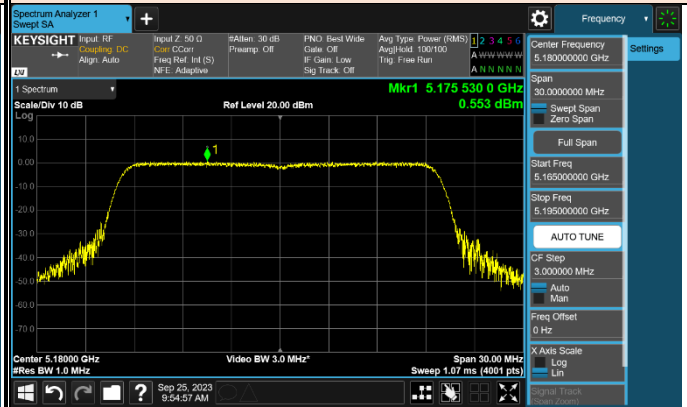 Spectrum Analyzer 1
Swept SA
+
Frequency
KEYSIGHT
Input: RF
Coupling: DC
Align: Auto
Input Z: 50 Ω
Corr CCorr
Freq Ref: Int (S)
NFE: Adaptive
#Atten: 30 dB
Preamp: Off
PNO: Best Wide
Gate: Off
IF Gain: Low
Sig Track: Off
Avg Type: Power (RMS)
Avg|Hold: 100/100
Trig: Free Run
1 2 3 4 5 6
A W W W W W
A N N N N N
LXI
1 Spectrum
Scale/Div 10 dB
Log
Ref Level 20.00 dBm
Mkr1 5.175 530 0 GHz
0.553 dBm
1
10.0
0.00
-10.0
-20.0
-30.0
-40.0
-50.0
-60.0
-70.0
Center 5.18000 GHz
#Res BW 1.0 MHz
Video BW 3.0 MHz*
Span 30.00 MHz
Sweep 1.07 ms (4001 pts)
Sep 25, 2023
9:54:57 AM
?
Center Frequency
5.180000000 GHz
Settings
Span
30.0000000 MHz
Swept Span
Zero Span
Full Span
Start Freq
5.165000000 GHz
Stop Freq
5.195000000 GHz
AUTO TUNE
CF Step
3.000000 MHz
Auto
Man
Freq Offset
0 Hz
X Axis Scale
Log
Lin
Signal Track
(Span Zoom)